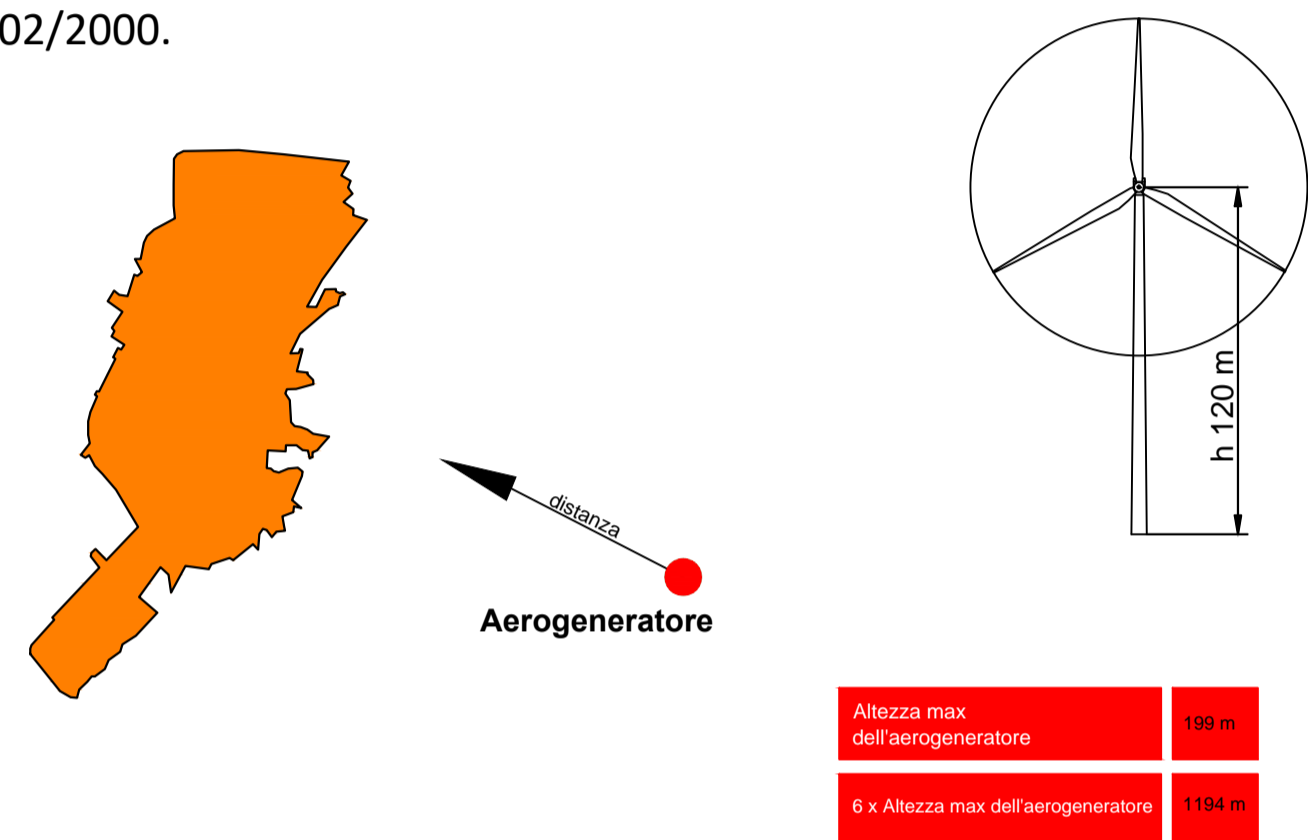 02/2000.
h 120 m
distanza
Aerogeneratore
Altezza max
dell'aerogeneratore
199 m
6 x Altezza max dell'aerogeneratore
1194 m